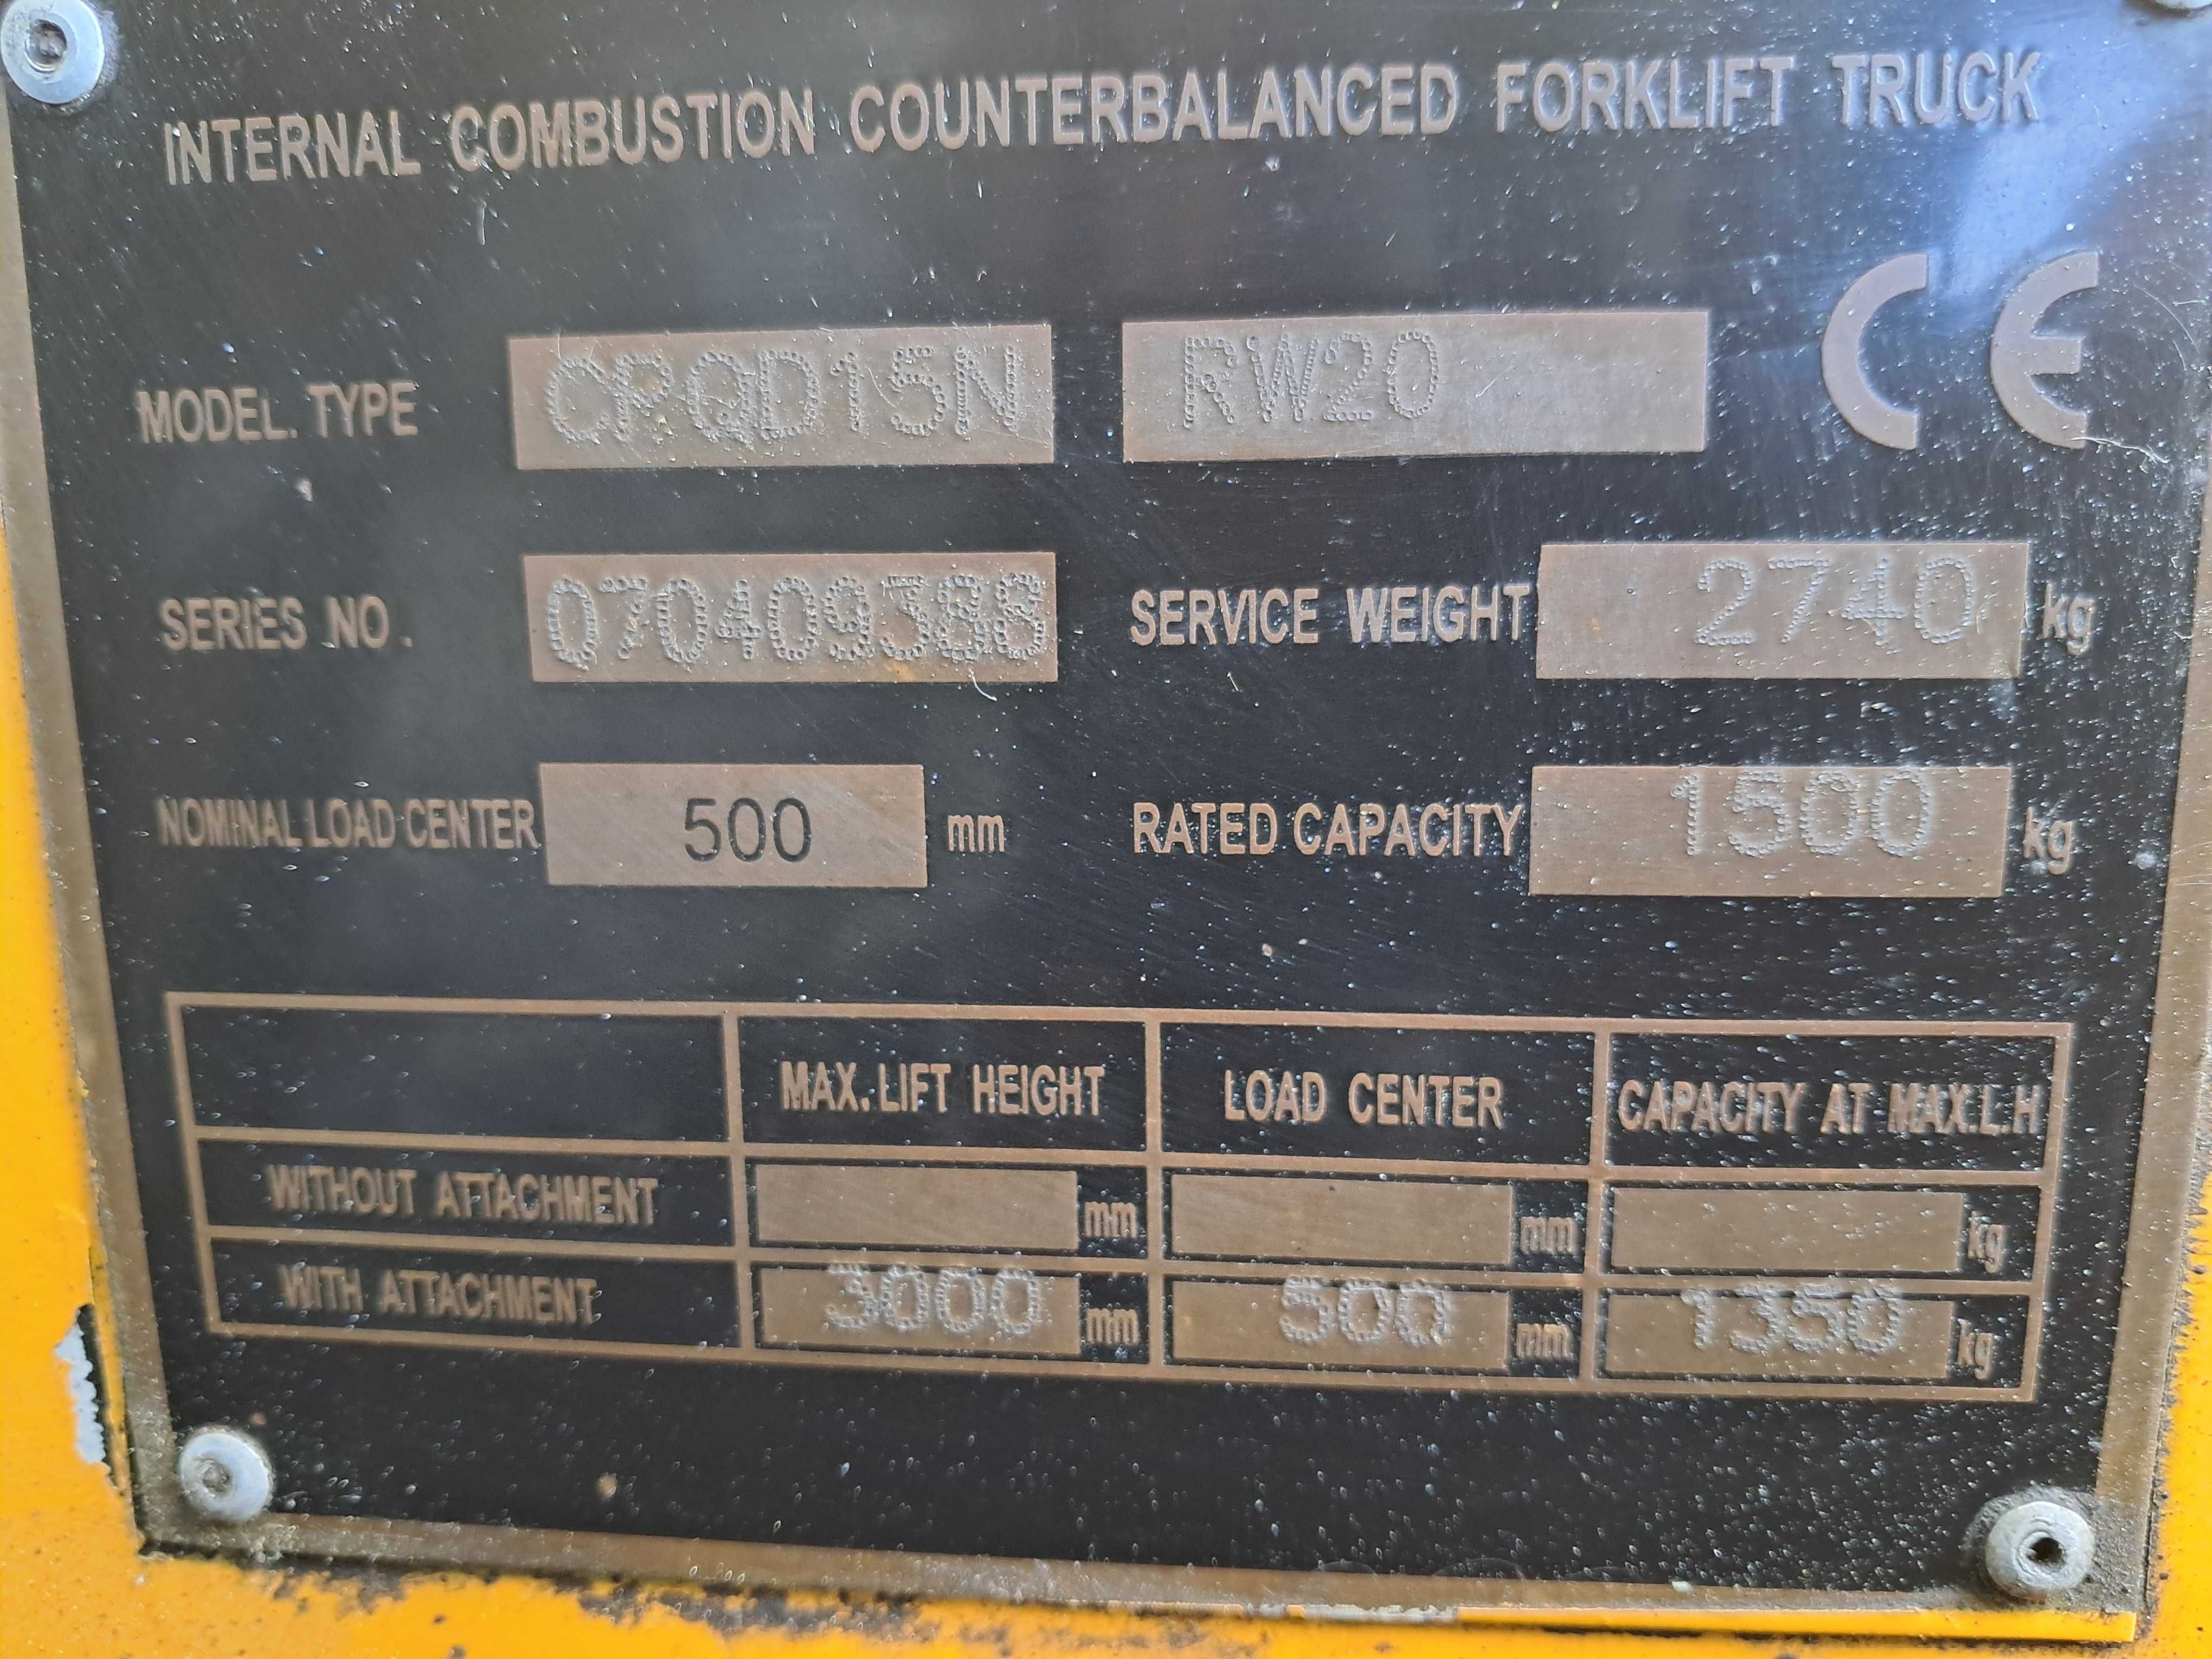 INTERNAL COMBUSTION COUNTERBALANCED FORKLIFT TRUCK
MODEL. TYPE CPQD15N RW20 CE
SERIES NO. 070409388 SERVICE WEIGHT 2740 kg
NOMINAL LOAD CENTER 500 mm RATED CAPACITY 1500 kg
MAX. LIFT HEIGHT LOAD CENTER CAPACITY AT MAX.L.H
WITHOUT ATTACHMENT mm mm kg
WITH ATTACHMENT 3000 mm 500 mm 1350 kg